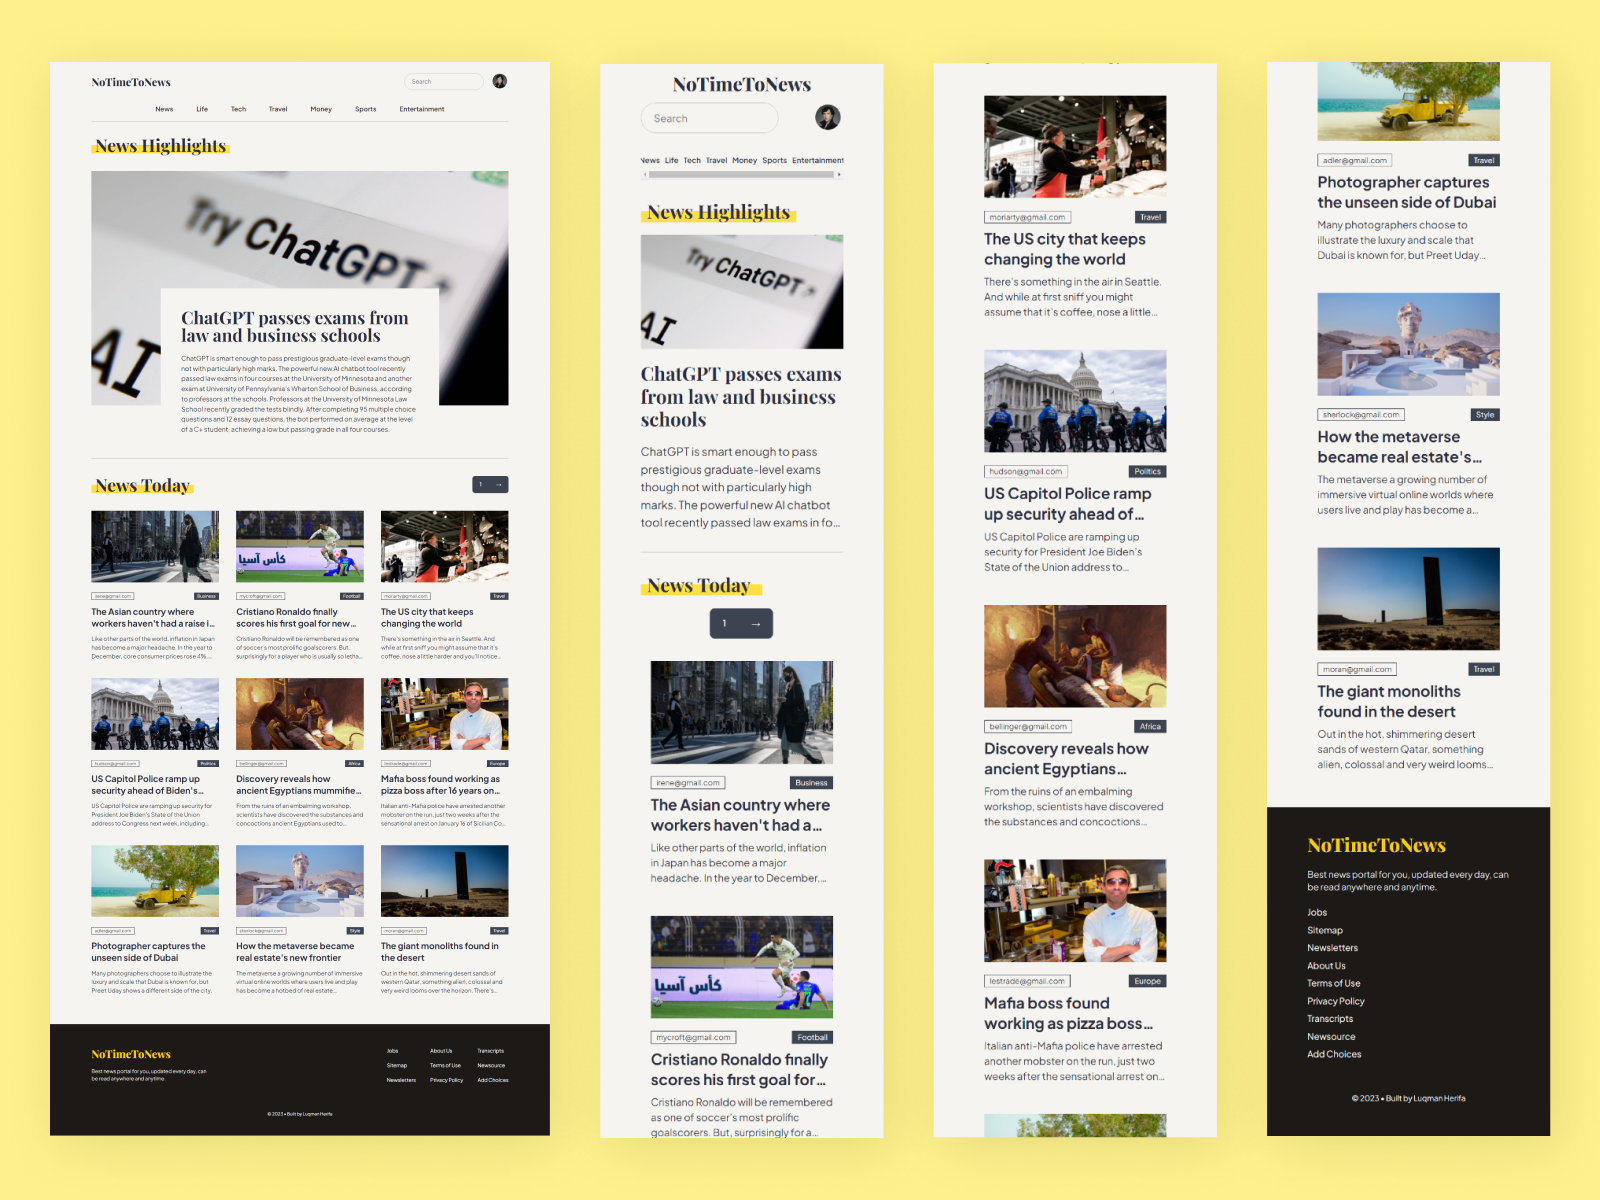 NoTimeToNews
Search
News Life Tech Travel Money Sports Entertainment
News Highlights
Try ChatGPT
AI
ChatGPT passes exams from
law and business schools
ChatGPT is smart enough to pass prestigious graduate-level exams though
not with particularly high marks. The powerful new AI chatbot tool recently
passed law exams in four courses at the University of Minnesota and another
exam at University of Pennsylvania's Wharton School of Business, according
to professors at the schools. Professors at the University of Minnesota Law
School recently graded the tests blindly. After completing 95 multiple choice
questions and 12 essay questions, the bot performed on average at the level
of a C+ student, achieving a low but passing grade in all four courses.
News Today
1 →
irene@gmail.com Business
The Asian country where
workers haven't had a raise i...
Like other parts of the world, inflation in Japan
has become a major headache. In the year to
December, core consumer prices rose 4%....
كأس آسيا
mycroft@gmail.com Football
Cristiano Ronaldo finally
scores his first goal for new...
Cristiano Ronaldo will be remembered as one
of soccer's most prolific goalscorers. But,
surprisingly for a player who is usually so letha...
moriarty@gmail.com Travel
The US city that keeps
changing the world
There's something in the air in Seattle. And
while at first sniff you might assume that it's
coffee, nose a little harder and you'll notice...
hudson@gmail.com Politics
US Capitol Police ramp up
security ahead of Biden's...
US Capitol Police are ramping up security for
President Joe Biden's State of the Union
address to Congress next week, including...
bellinger@gmail.com Africa
Discovery reveals how
ancient Egyptians mummifie...
From the ruins of an embalming workshop,
scientists have discovered the substances and
concoctions ancient Egyptians used to...
lestrade@gmail.com Europe
Mafia boss found working as
pizza boss after 16 years on...
Italian anti-Mafia police have arrested another
mobster on the run, just two weeks after the
sensational arrest on January 16 of Sicilian Co...
adler@gmail.com Travel
Photographer captures the
unseen side of Dubai
Many photographers choose to illustrate the
luxury and scale that Dubai is known for, but
Preet Uday shows a different side of the city.
sherlock@gmail.com Style
How the metaverse became
real estate's new frontier
The metaverse a growing number of immersive
virtual online worlds where users live and play
has become a hotbed of real estate...
moran@gmail.com Travel
The giant monoliths found in
the desert
Out in the hot, shimmering desert sands of
western Qatar, something alien, colossal and
very weird looms over the horizon. There's...
NoTimeToNews
Best news portal for you, updated every day, can
be read anywhere and anytime.
Jobs About Us Transcripts
Sitemap Terms of Use Newsource
Newsletters Privacy Policy Add Choices
© 2023 • Built by Luqman Herifa
NoTimeToNews
Search
News Life Tech Travel Money Sports Entertainment
News Highlights
Try ChatGPT
AI
ChatGPT passes exams
from law and business
schools
ChatGPT is smart enough to pass
prestigious graduate-level exams
though not with particularly high
marks. The powerful new AI chatbot
tool recently passed law exams in fo...
News Today
1 →
irene@gmail.com Business
The Asian country where
workers haven't had a...
Like other parts of the world, inflation
in Japan has become a major
headache. In the year to December,...
كأس آسيا
mycroft@gmail.com Football
Cristiano Ronaldo finally
scores his first goal for...
Cristiano Ronaldo will be remembered
as one of soccer's most prolific
goalscorers. But, surprisingly for a...
moriarty@gmail.com Travel
The US city that keeps
changing the world
There's something in the air in Seattle.
And while at first sniff you might
assume that it's coffee, nose a little...
hudson@gmail.com Politics
US Capitol Police ramp
up security ahead of...
US Capitol Police are ramping up
security for President Joe Biden's
State of the Union address to...
bellinger@gmail.com Africa
Discovery reveals how
ancient Egyptians...
From the ruins of an embalming
workshop, scientists have discovered
the substances and concoctions...
lestrade@gmail.com Europe
Mafia boss found
working as pizza boss...
Italian anti-Mafia police have arrested
another mobster on the run, just two
weeks after the sensational arrest on...
adler@gmail.com Travel
Photographer captures
the unseen side of Dubai
Many photographers choose to
illustrate the luxury and scale that
Dubai is known for, but Preet Uday...
sherlock@gmail.com Style
How the metaverse
became real estate's...
The metaverse a growing number of
immersive virtual online worlds where
users live and play has become a...
moran@gmail.com Travel
The giant monoliths
found in the desert
Out in the hot, shimmering desert
sands of western Qatar, something
alien, colossal and very weird looms...
NoTimeToNews
Best news portal for you, updated every day, can
be read anywhere and anytime.
Jobs
Sitemap
Newsletters
About Us
Terms of Use
Privacy Policy
Transcripts
Newsource
Add Choices
© 2023 • Built by Luqman Herifa